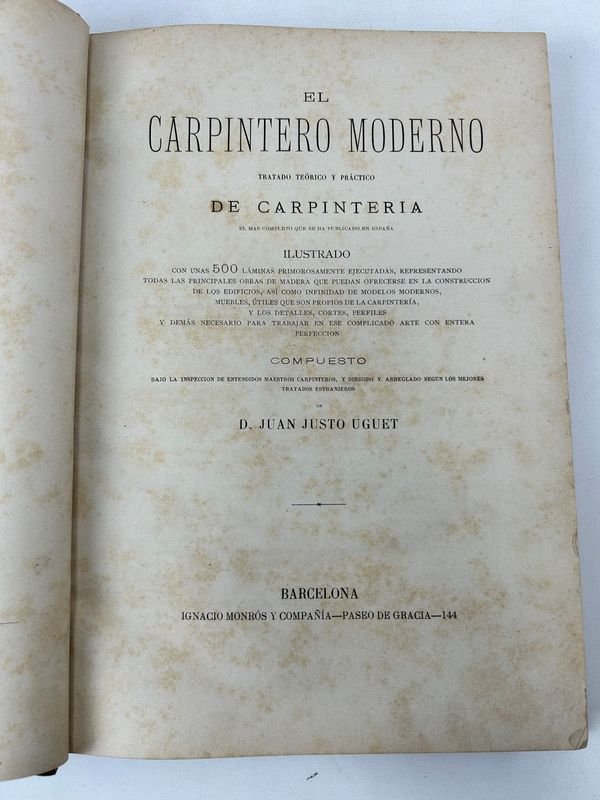 EL
CARPINTERO MODERNO
TRATADO TEÓRICO Y PRÁCTICO
DE CARPINTERIA
EL MAS COMPLETO QUE SE HA PUBLICADO EN ESPAÑA
ILUSTRADO
CON UNAS 500 LÁMINAS PRIMOROSAMENTE EJECUTADAS, REPRESENTANDO
TODAS LAS PRINCIPALES OBRAS DE MADERA QUE PUEDAN OFRECERSE EN LA CONSTRUCCION
DE LOS EDIFICIOS, ASÍ COMO INFINIDAD DE MODELOS MODERNOS,
MUEBLES, ÚTILES QUE SON PROPIOS DE LA CARPINTERÍA,
Y LOS DETALLES, CORTES, PERFILES
Y DEMÁS NECESARIO PARA TRABAJAR EN ESE COMPLICADO ARTE CON ENTERA
PERFECCION
COMPUESTO
BAJO LA INSPECCION DE ENTENDIDOS MAESTROS CARPINTEROS, Y DIRIGIDO Y ARREGLADO SEGUN LOS MEJORES
TRATADOS ESTRANJEROS
D. JUAN JUSTO UGUET
BARCELONA
IGNACIO MONRÓS Y COMPAÑÍA—PASEO DE GRACIA—144